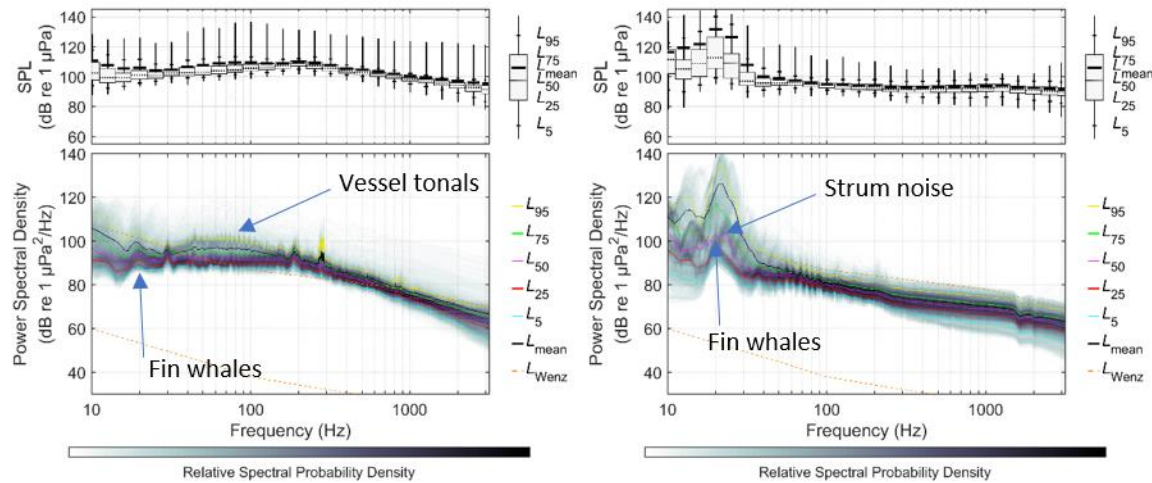 140
120
100
80
60
SPL
(dB re 1 µPa)
L95
L75
Lmean
L50
L25
L5
140
120
100
80
60
40
Power Spectral Density
(dB re 1 µPa²/Hz)
Vessel tonals
Fin whales
L95
L75
L50
L25
L5
Lmean
LWenz
10
100
1000
Frequency (Hz)
Relative Spectral Probability Density
140
120
100
80
60
SPL
(dB re 1 µPa)
L95
L75
Lmean
L50
L25
L5
140
120
100
80
60
40
Power Spectral Density
(dB re 1 µPa²/Hz)
Strum noise
Fin whales
L95
L75
L50
L25
L5
Lmean
LWenz
10
100
1000
Frequency (Hz)
Relative Spectral Probability Density